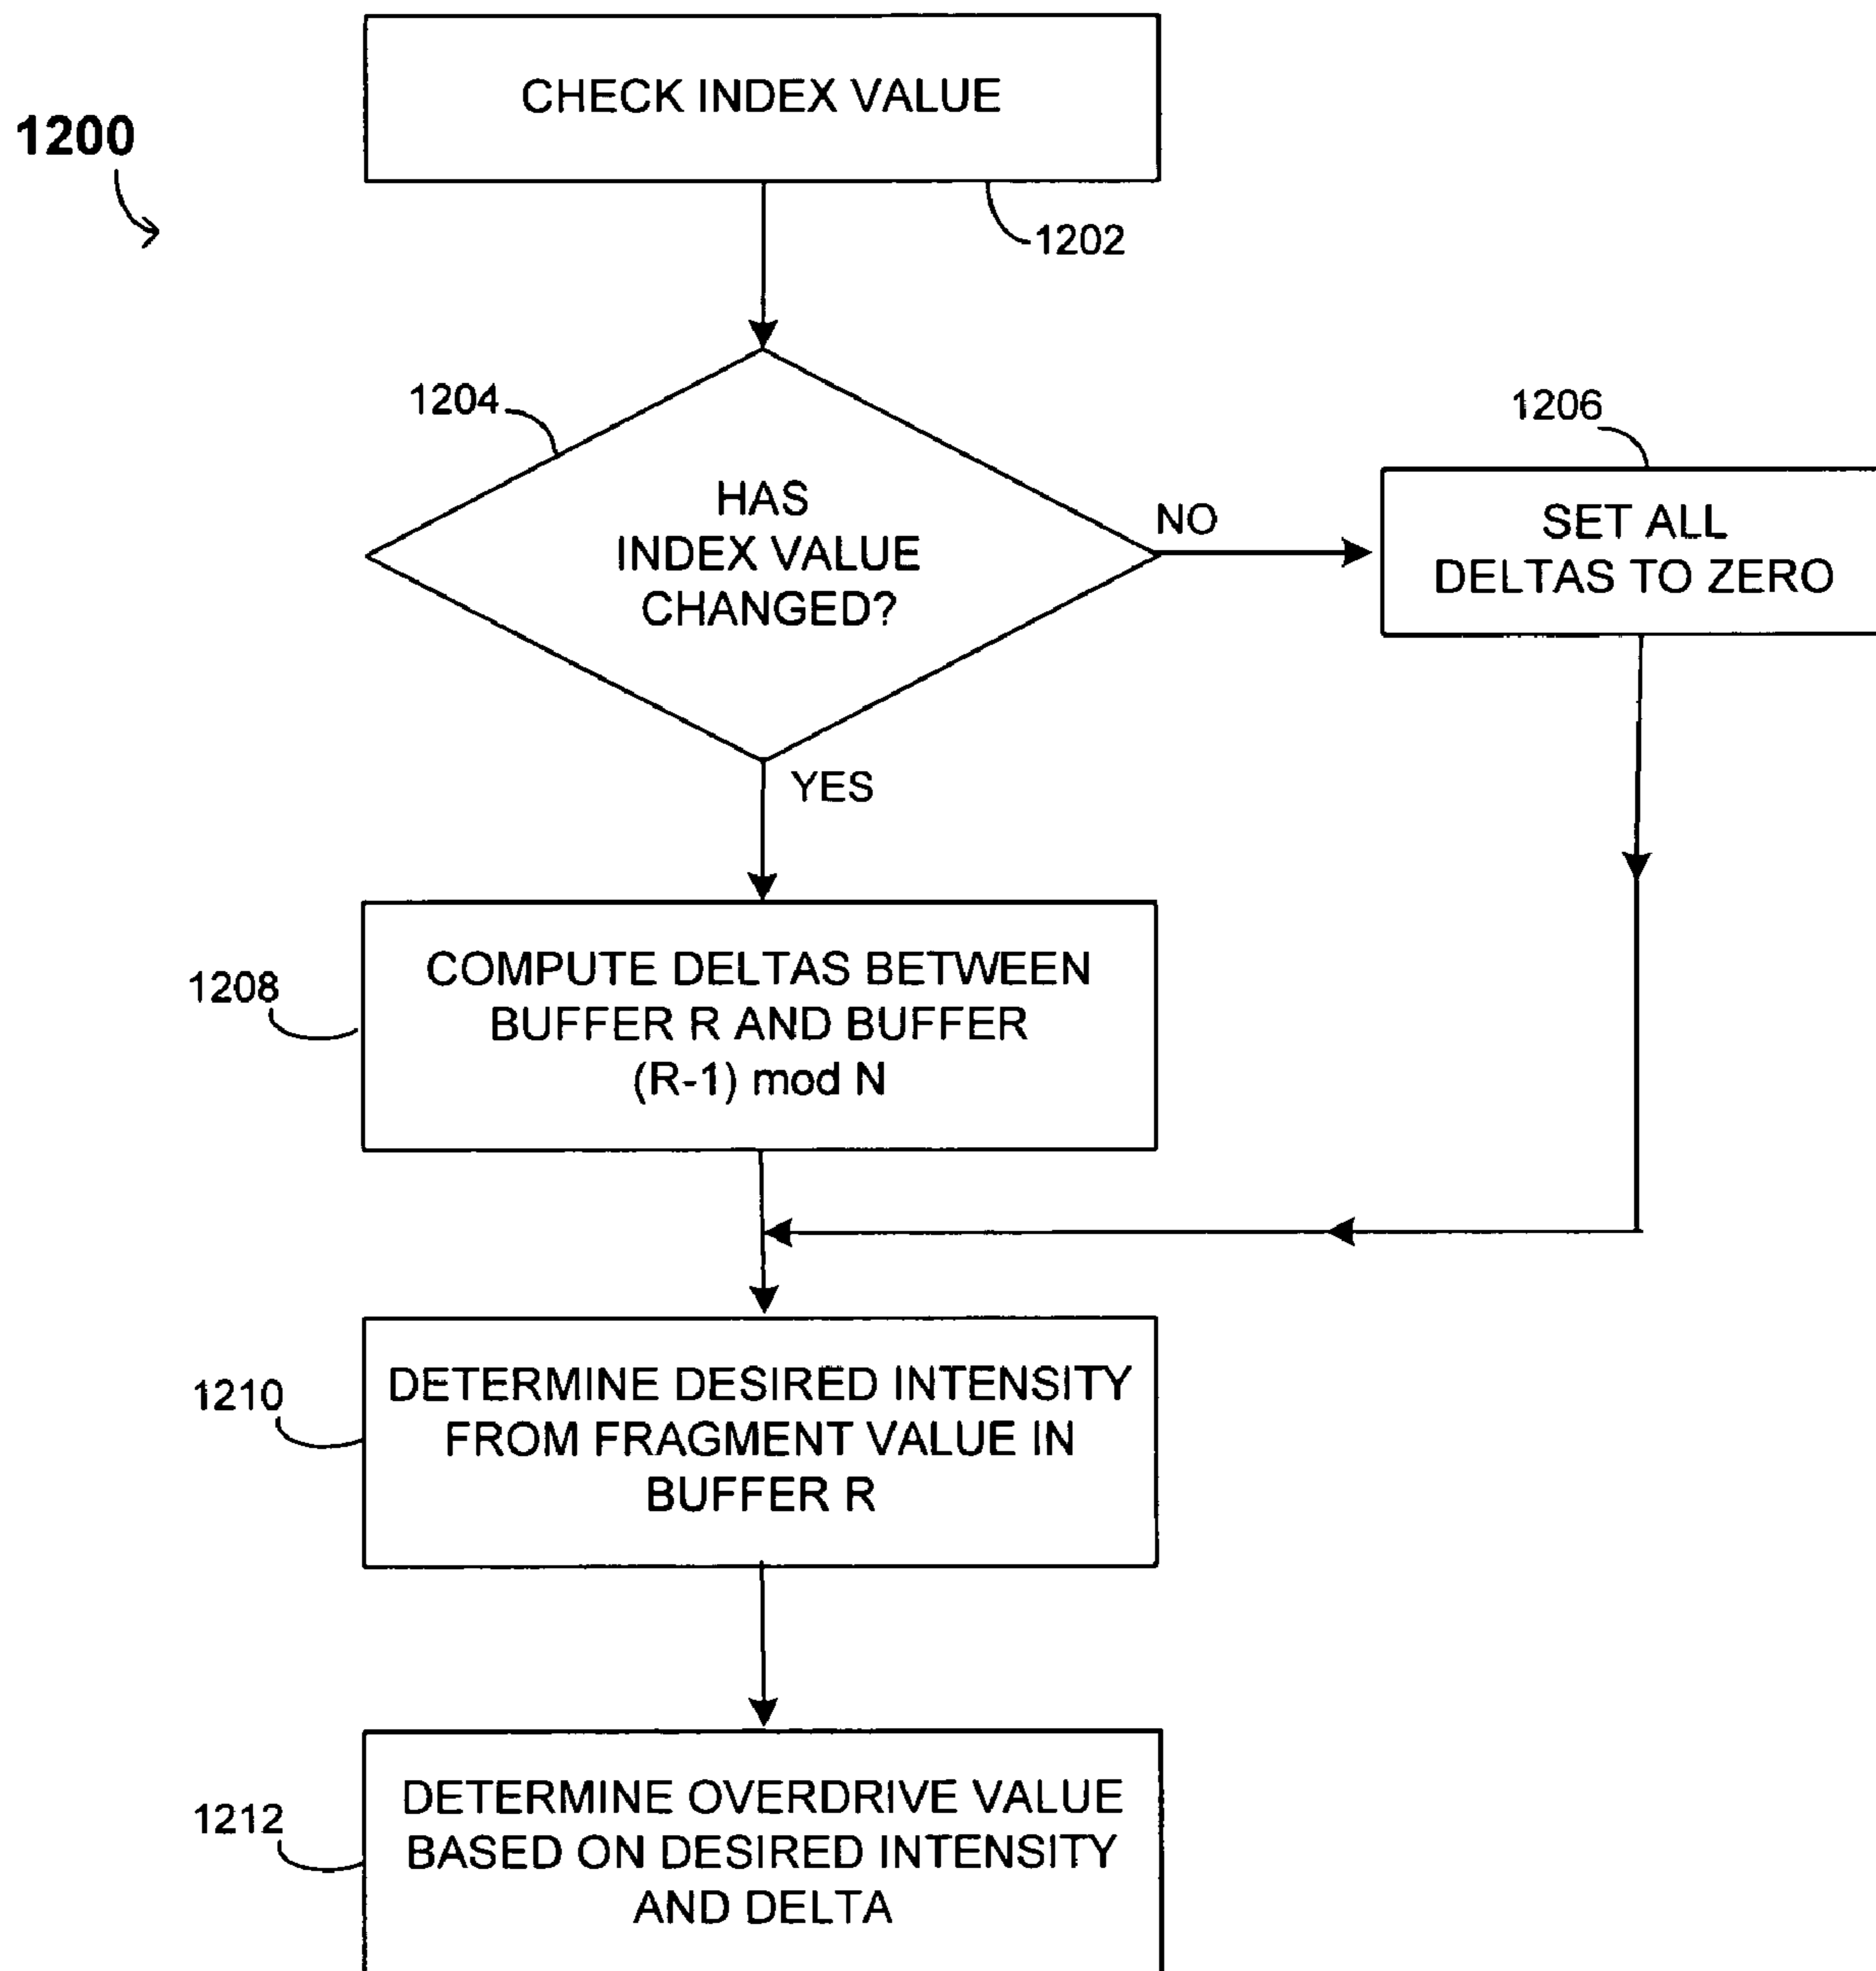 CHECK INDEX VALUE
1200
1202
1204
HAS
INDEX VALUE
CHANGED?
NO
1206
SET ALL
DELTAS TO ZERO
YES
1208
COMPUTE DELTAS BETWEEN
BUFFER R AND BUFFER
(R-1) mod N
1210
DETERMINE DESIRED INTENSITY
FROM FRAGMENT VALUE IN
BUFFER R
1212
DETERMINE OVERDRIVE VALUE
BASED ON DESIRED INTENSITY
AND DELTA